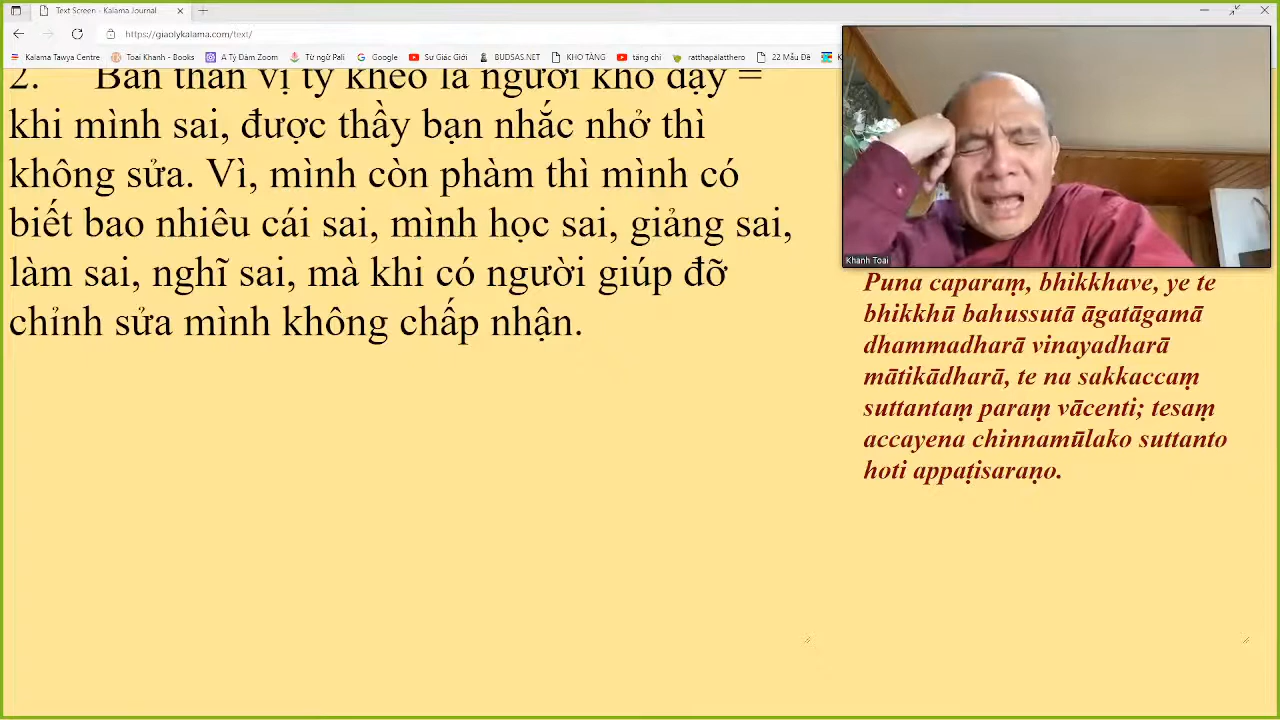 Text Screen - Kalama Journal
https://giaolykalama.com/text/
Kalama Tawya Centre Toai Khanh - Books A Tỳ Đàm Zoom Từ ngữ Pali Google Sư Giác Giới BUDSAS.NET KHO TÀNG tăng chi ratthapālatthero 22 Mẫu Đề
2. Bản thân vị tỳ kheo là người khó dạy =
khi mình sai, được thầy bạn nhắc nhở thì
không sửa. Vì, mình còn phàm thì mình có
biết bao nhiêu cái sai, mình học sai, giảng sai,
làm sai, nghĩ sai, mà khi có người giúp đỡ
chỉnh sửa mình không chấp nhận.
Khanh Toai
Puna caparaṃ, bhikkhave, ye te
bhikkhū bahussutā āgatāgamā
dhammadharā vinayadharā
mātikādharā, te na sakkaccaṃ
suttantaṃ paraṃ vācenti; tesaṃ
accayena chinnamūlako suttanto
hoti appaṭisaraṇo.